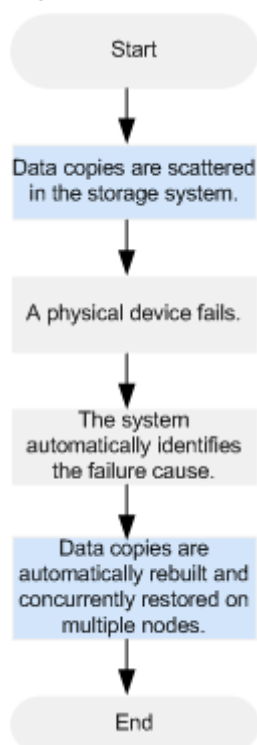 Start
Data copies are scattered
in the storage system.
A physical device fails.
The system
automatically identifies
the failure cause.
Data copies are
automatically rebuilt and
concurrently restored on
multiple nodes.
End